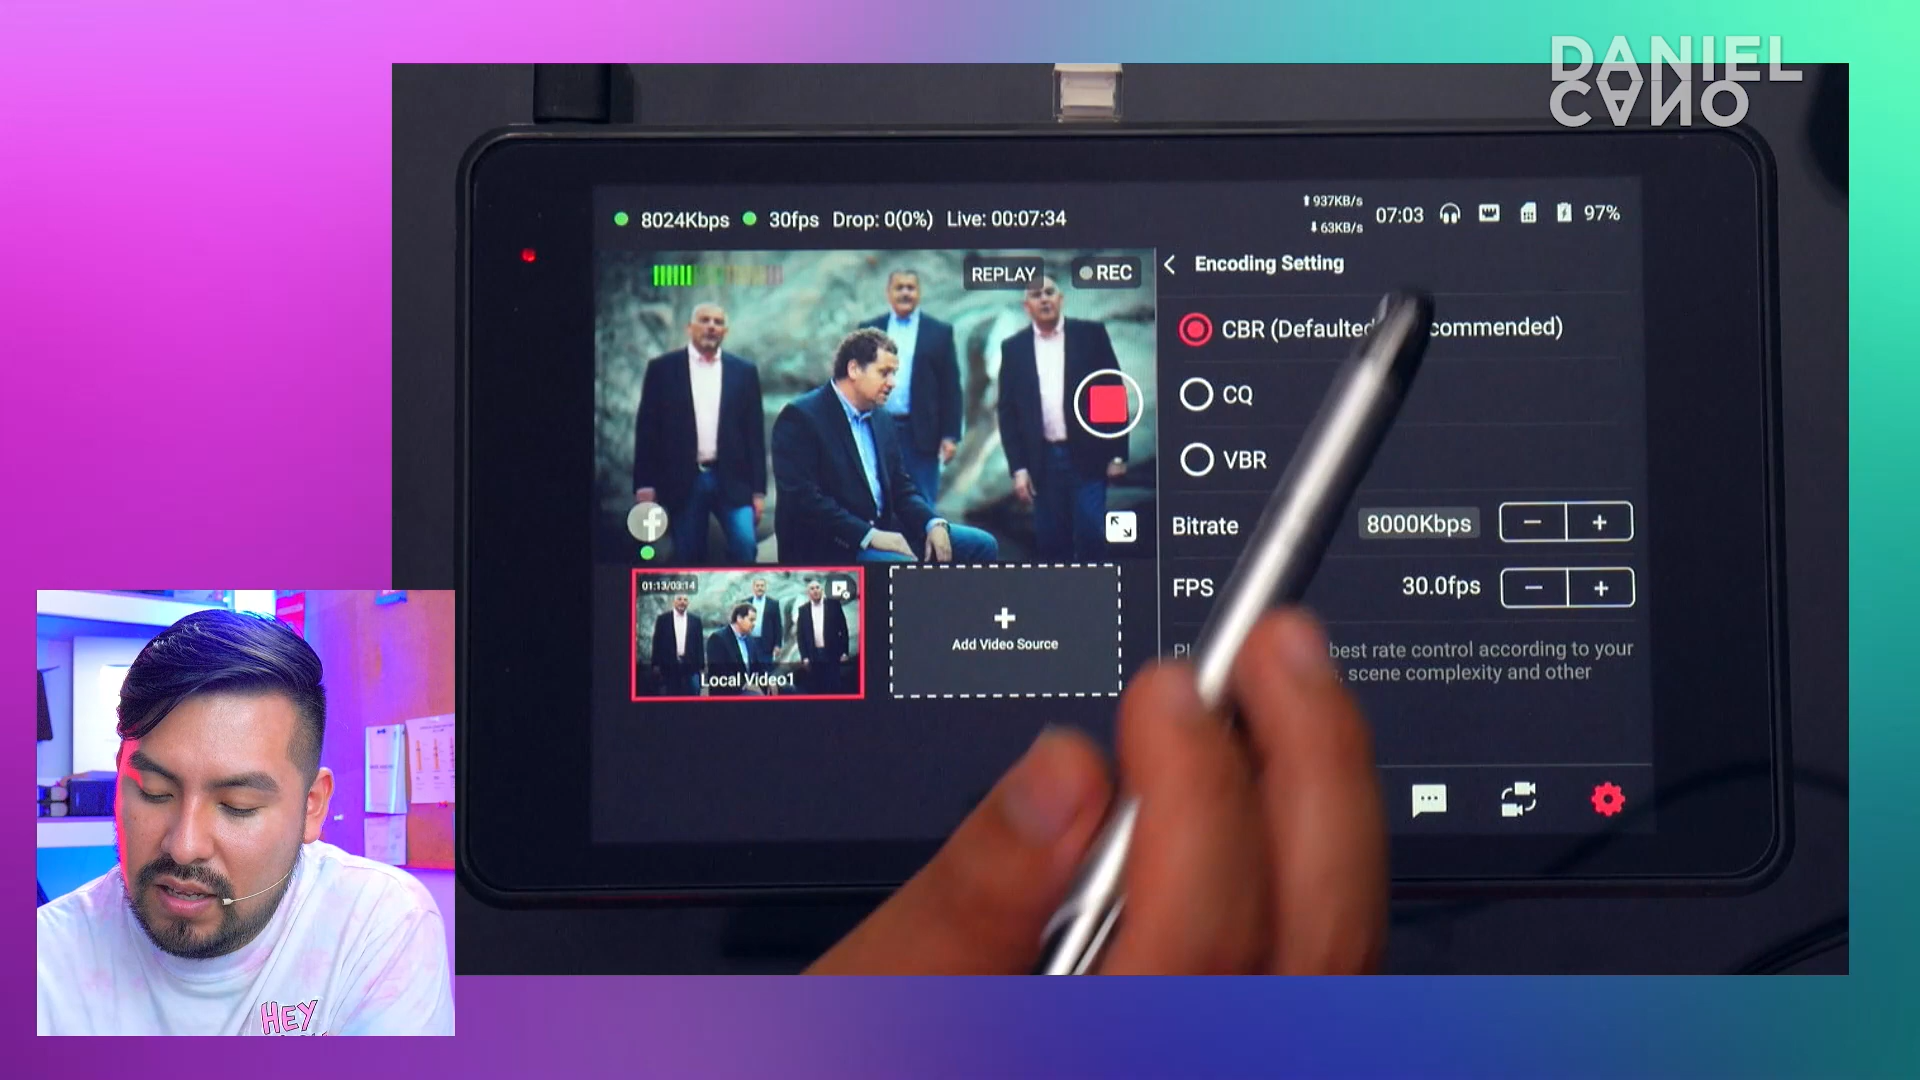 DANIEL
CANO
8024Kbps 30fps Drop: 0(0%) Live: 00:07:34
937KB/s
63KB/s
07:03
97%
REPLAY
REC
Encoding Setting
CBR (Defaulted commended)
CQ
VBR
Bitrate 8000Kbps - +
FPS 30.0fps - +
best rate control according to your
, scene complexity and other
01:13/03:14
Local Video1
+
Add Video Source
HEY